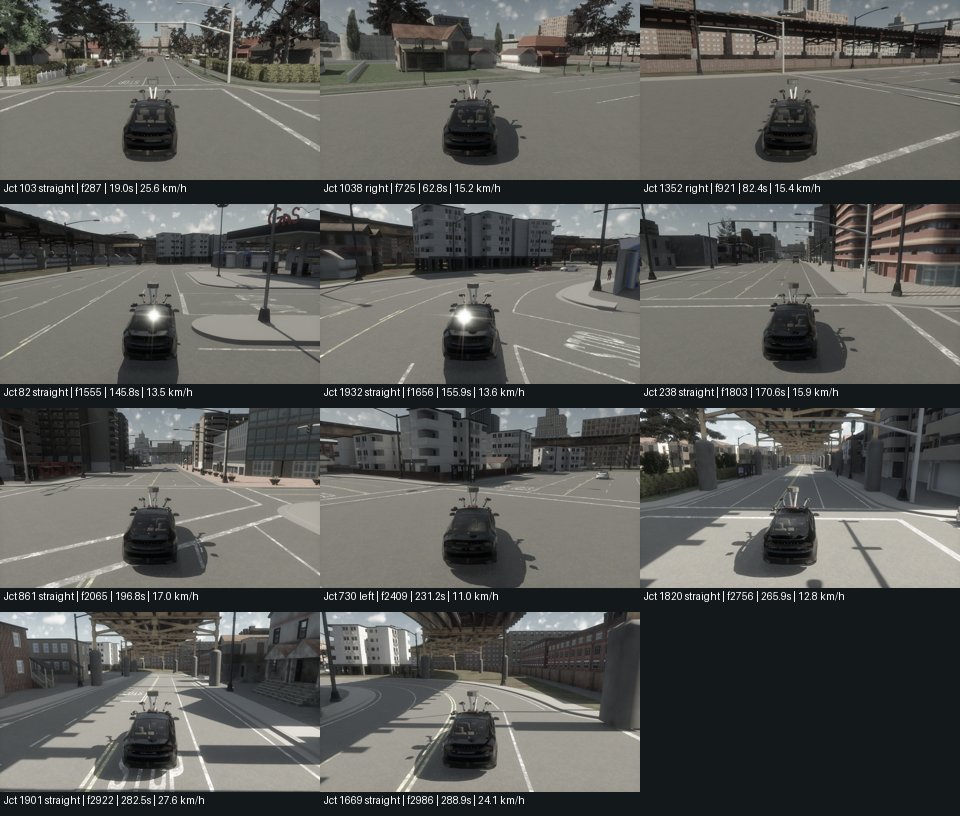 Jct 103 straight | f287 | 19.0s | 25.6 km/h
Jct 1038 right | f725 | 62.8s | 15.2 km/h
Jct 1352 right | f921 | 82.4s | 15.4 km/h
GAS
Jct 82 straight | f1555 | 145.8s | 13.5 km/h
Jct 1932 straight | f1656 | 155.9s | 13.6 km/h
Jct 238 straight | f1803 | 170.6s | 15.9 km/h
Jct 861 straight | f2065 | 196.8s | 17.0 km/h
Jct 730 left | f2409 | 231.2s | 11.0 km/h
Jct 1820 straight | f2756 | 265.9s | 12.8 km/h
STOP
Jct 1901 straight | f2922 | 282.5s | 27.6 km/h
Jct 1669 straight | f2986 | 288.9s | 24.1 km/h